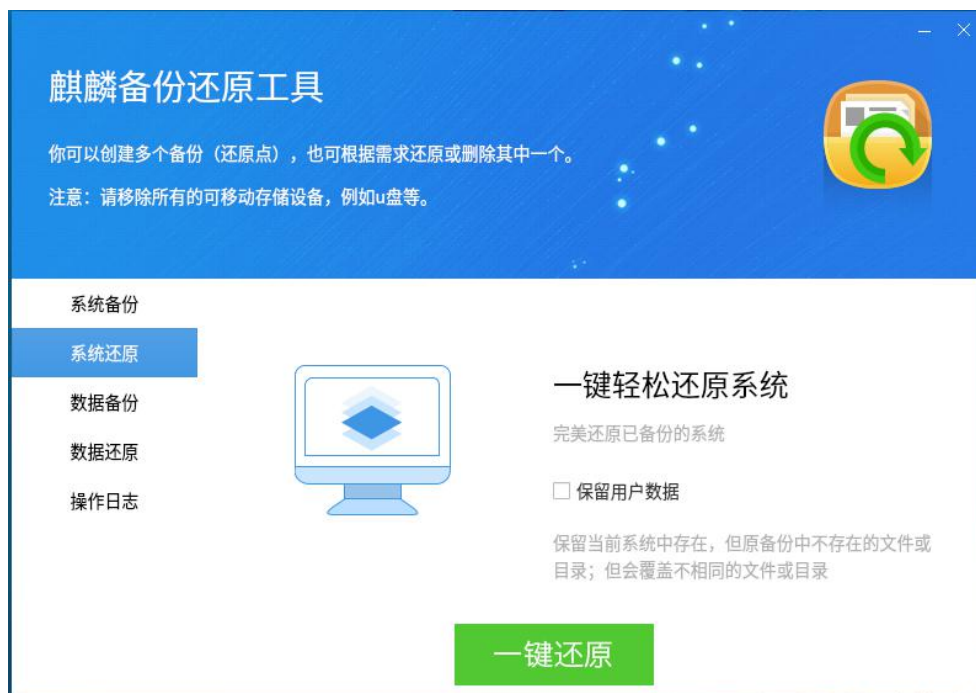 麒麟备份还原工具
你可以创建多个备份（还原点），也可根据需求还原或删除其中一个。
注意：请移除所有的可移动存储设备，例如u盘等。
系统备份
系统还原
数据备份
数据还原
操作日志
一键轻松还原系统
完美还原已备份的系统
保留用户数据
保留当前系统中存在，但原备份中不存在的文件或
目录；但会覆盖不相同的文件或目录
一键还原